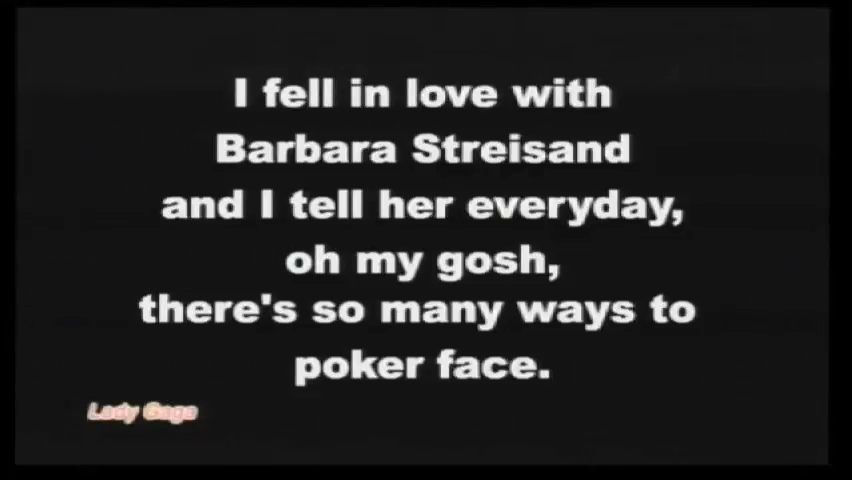 I fell in love with
Barbara Streisand
and I tell her everyday,
oh my gosh,
there's so many ways to
poker face.
Lady Gaga